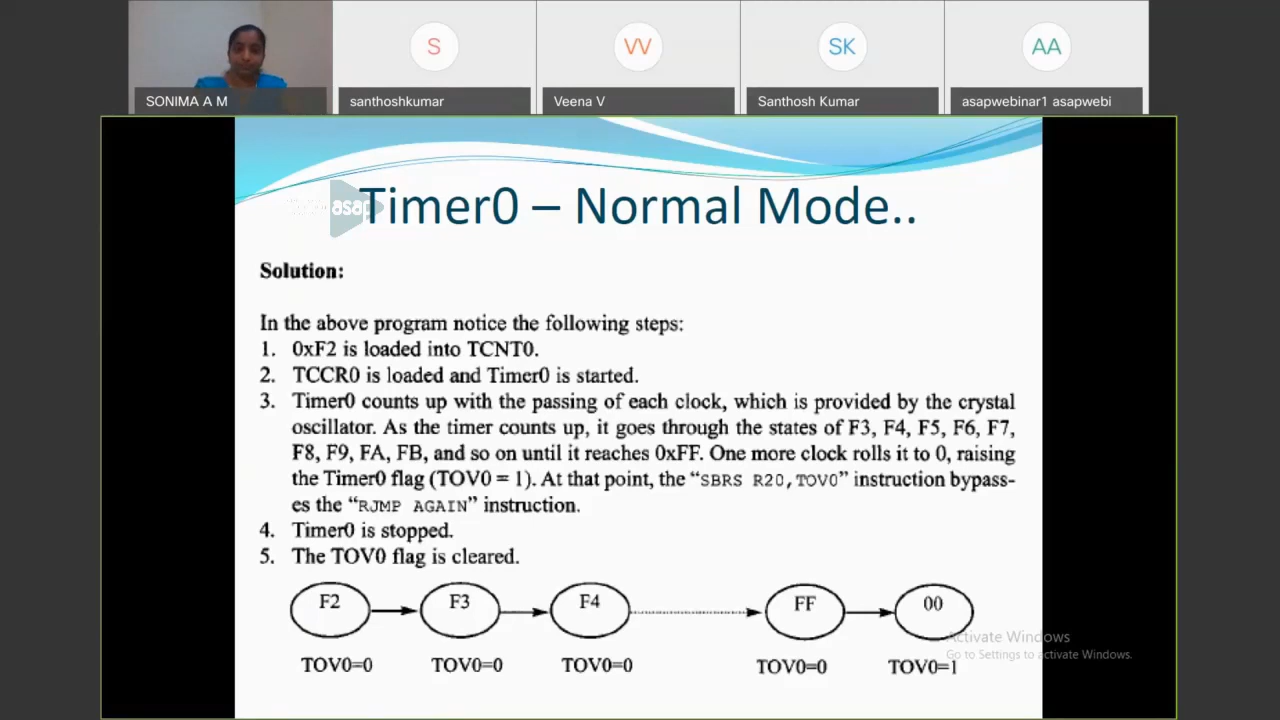 S
VV
SK
AA
SONIMA A M
santhoshkumar
Veena V
Santhosh Kumar
asapwebinar1 asapwebi
asap
Timer0 – Normal Mode..
Solution:
In the above program notice the following steps:
1. 0xF2 is loaded into TCNT0.
2. TCCR0 is loaded and Timer0 is started.
3. Timer0 counts up with the passing of each clock, which is provided by the crystal
oscillator. As the timer counts up, it goes through the states of F3, F4, F5, F6, F7,
F8, F9, FA, FB, and so on until it reaches 0xFF. One more clock rolls it to 0, raising
the Timer0 flag (TOV0 = 1). At that point, the “SBRS R20,TOV0” instruction bypass-
es the “RJMP AGAIN” instruction.
4. Timer0 is stopped.
5. The TOV0 flag is cleared.
F2 F3 F4 FF 00
TOV0=0 TOV0=0 TOV0=0 TOV0=0 TOV0=1
Activate Windows
Go to Settings to activate Windows.